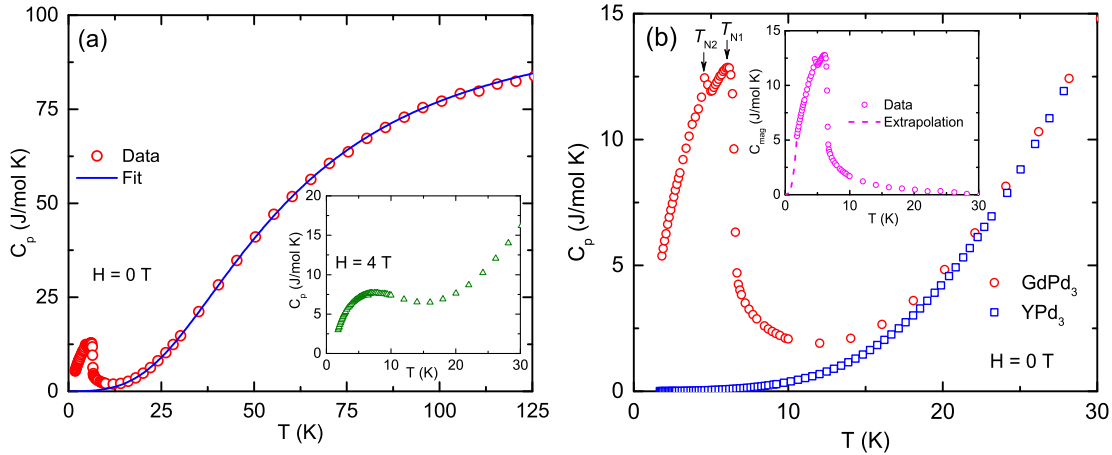 (a)
100
75
50
25
0
C_p (J/mol K)
Data
Fit
H = 0 T
0 25 50 75 100 125
T (K)
20
15
10
5
0
C_p (J/mol K)
H = 4 T
0 10 20 30
T (K)
(b)
15
10
5
0
C_p (J/mol K)
T_N2 T_N1
15
10
5
0
C_mag (J/mol K)
Data
Extrapolation
0 10 20 30
T (K)
GdPd_3
YPd_3
H = 0 T
0 10 20 30
T (K)